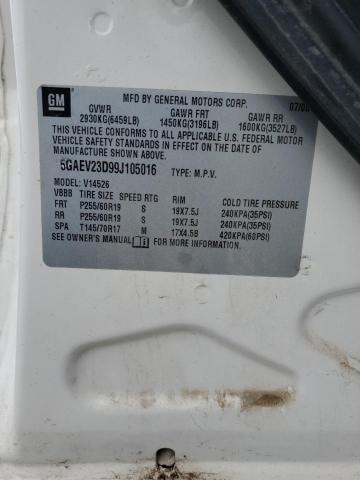 GM
MFD BY GENERAL MOTORS CORP. 07/08
GVWR GAWR FRT GAWR RR
2930KG(6459LB) 1450KG(3196LB) 1600KG(3527LB)
THIS VEHICLE CONFORMS TO ALL APPLICABLE U.S. FEDERAL MOTOR
VEHICLE SAFETY STANDARDS IN EFFECT ON THE DATE OF
MANUFACTURE SHOWN ABOVE.
5GAEV23D99J105016 TYPE: M.P.V.
MODEL: V14526
VBBB TIRE SIZE SPEED RTG RIM COLD TIRE PRESSURE
FRT P255/60R19 S 19X7.5J 240KPA(35PSI)
RR P255/60R19 S 19X7.5J 240KPA(35PSI)
SPA T145/70R17 M 17X4.5B 420KPA(60PSI)
SEE OWNER'S MANUAL FOR MORE INFORMATION.